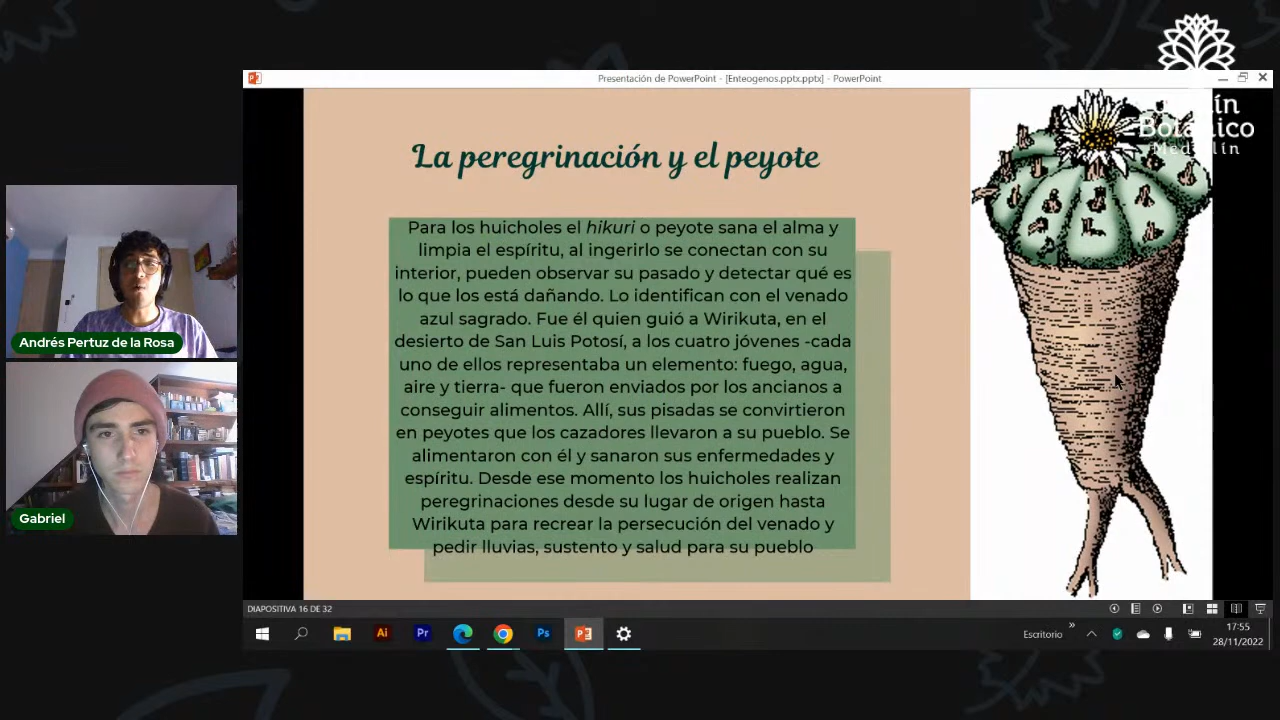 Jardín
Botánico
Medellín
Presentación de PowerPoint - [Enteogenos.pptx.pptx] - PowerPoint
La peregrinación y el peyote
Para los huicholes el hikuri o peyote sana el alma y
limpia el espíritu, al ingerirlo se conectan con su
interior, pueden observar su pasado y detectar qué es
lo que los está dañando. Lo identifican con el venado
azul sagrado. Fue él quien guió a Wirikuta, en el
desierto de San Luis Potosí, a los cuatro jóvenes -cada
uno de ellos representaba un elemento: fuego, agua,
aire y tierra- que fueron enviados por los ancianos a
conseguir alimentos. Allí, sus pisadas se convirtieron
en peyotes que los cazadores llevaron a su pueblo. Se
alimentaron con él y sanaron sus enfermedades y
espíritu. Desde ese momento los huicholes realizan
peregrinaciones desde su lugar de origen hasta
Wirikuta para recrear la persecución del venado y
pedir lluvias, sustento y salud para su pueblo
Andrés Pertuz de la Rosa
Gabriel
DIAPOSITIVA 16 DE 32
Ai
Pr
Ps
Escritorio
17:55
28/11/2022